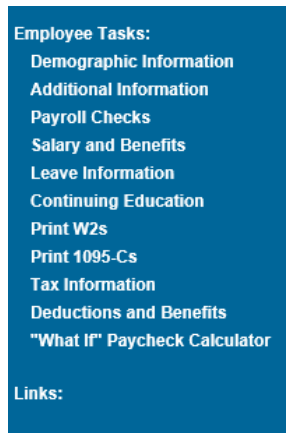 Employee Tasks:
Demographic Information
Additional Information
Payroll Checks
Salary and Benefits
Leave Information
Continuing Education
Print W2s
Print 1095-Cs
Tax Information
Deductions and Benefits
"What If" Paycheck Calculator
Links: